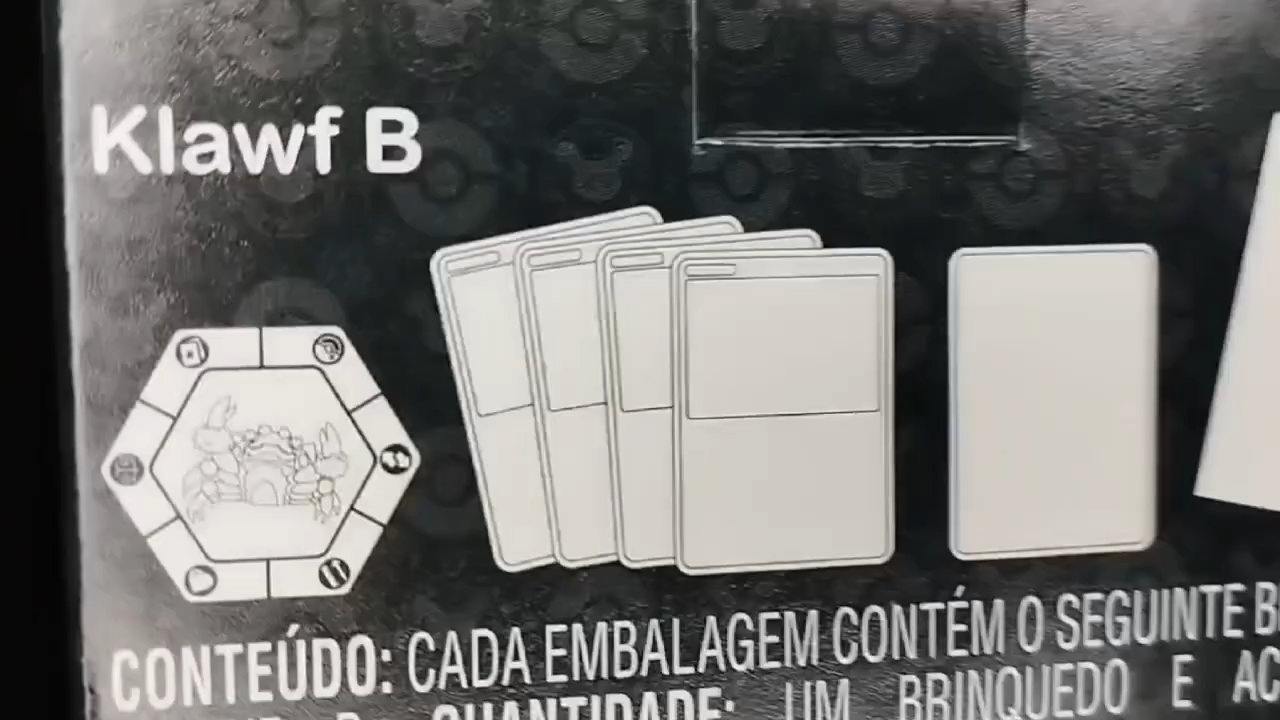 Klawf B
CONTEÚDO: CADA EMBALAGEM CONTÉM O SEGUINTE
QUANTIDADE: UM BRINQUEDO E